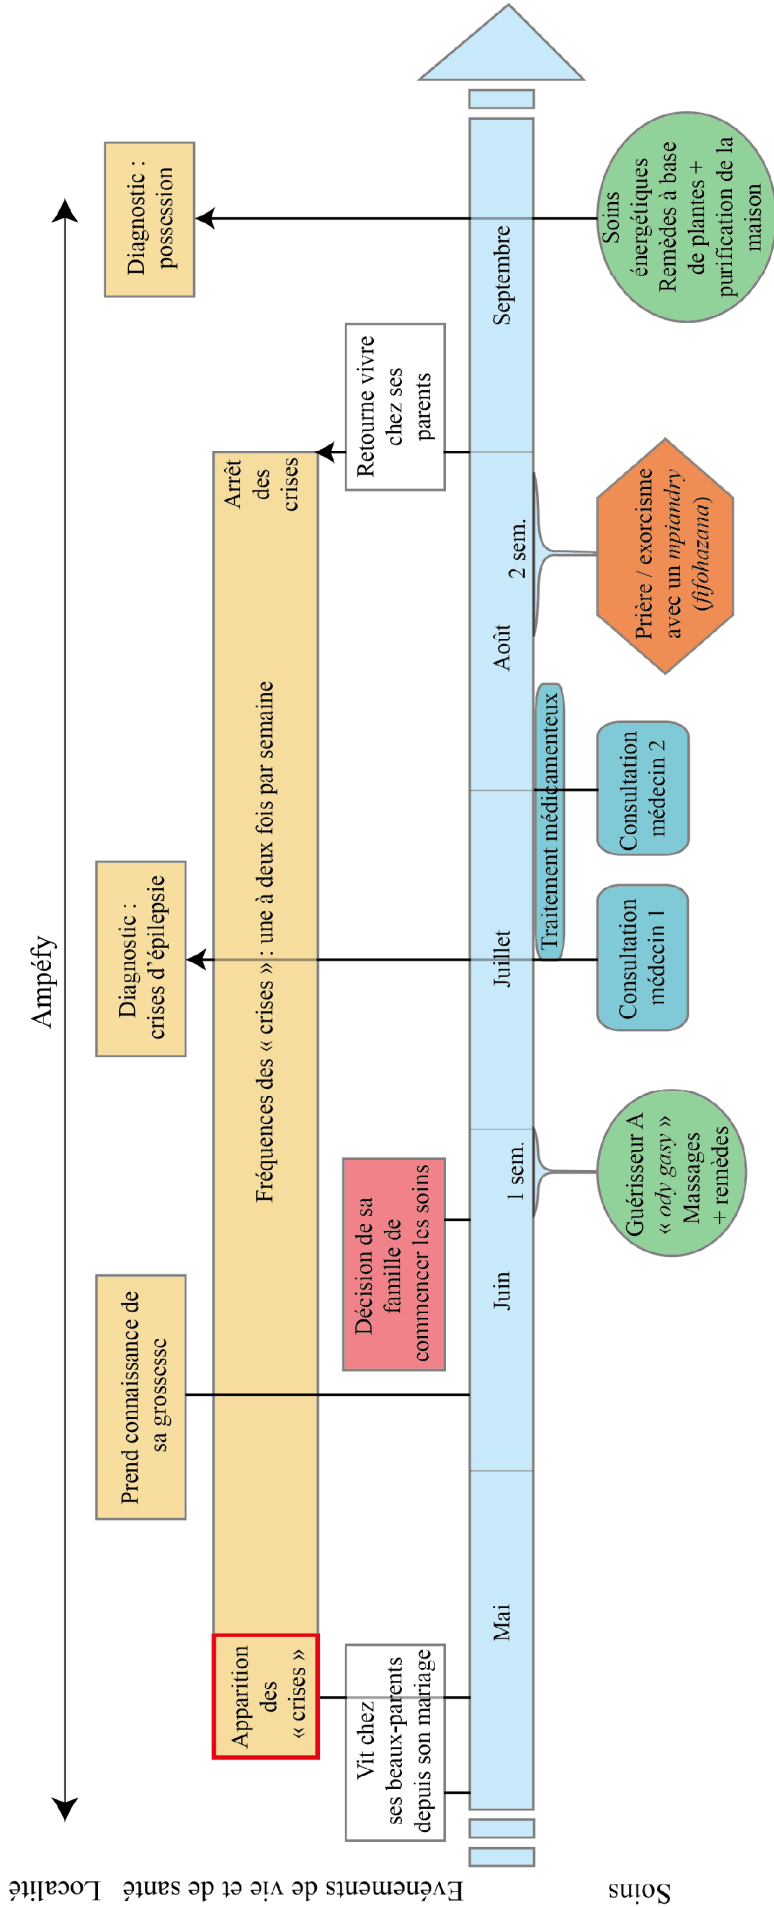 Localité
Ampéfy
Evénements de vie et de santé
Prend connaissance de
sa grossesse
Diagnostic :
crises d'épilepsie
Diagnostic :
possession
Apparition
des
« crises »
Fréquences des « crises » : une à deux fois par semaine
Arrêt
des
crises
Vit chez
ses beaux-parents
depuis son mariage
Décision de sa
famille de
commencer les soins
Retourne vivre
chez ses
parents
Mai
Juin
Juillet
Août
Septembre
1 sem.
2 sem.
Soins
Traitement médicamenteux
Guérisseur A
« ody gasy »
Massages
+ remèdes
Consultation
médecin 1
Consultation
médecin 2
Prière / exorcisme
avec un mpiandry
(fifohazana)
Soins
énergétiques
Remèdes à base
de plantes +
purification de la
maison